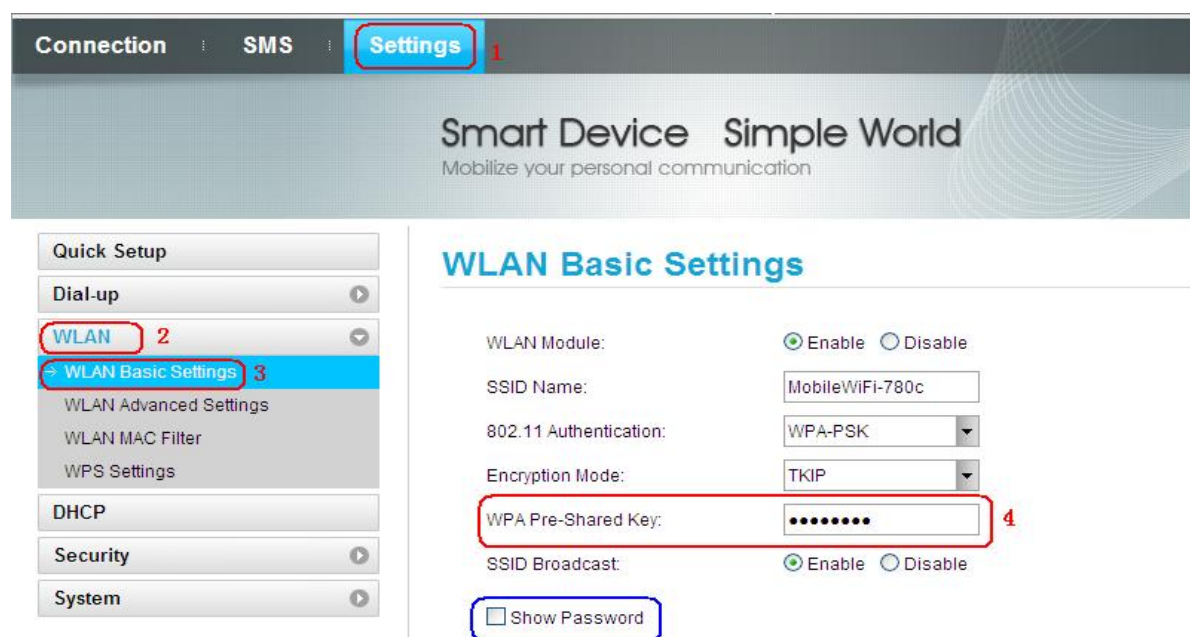 Connection SMS Settings 1
Smart Device Simple World
Mobilize your personal communication
Quick Setup
Dial-up
WLAN 2
→ WLAN Basic Settings 3
WLAN Advanced Settings
WLAN MAC Filter
WPS Settings
DHCP
Security
System
WLAN Basic Settings
WLAN Module: Enable Disable
SSID Name: MobileWiFi-780c
802.11 Authentication: WPA-PSK
Encryption Mode: TKIP
WPA Pre-Shared Key: •••••••• 4
SSID Broadcast: Enable Disable
Show Password